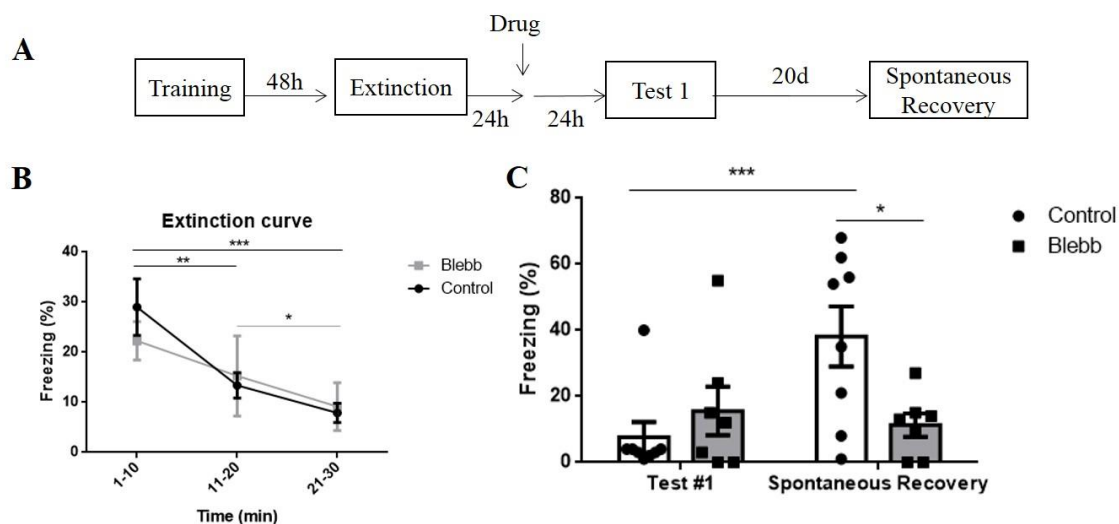 A
Drug
Training
48h
Extinction
24h
24h
Test 1
20d
Spontaneous
Recovery
B
Extinction curve
***
**
*
40
30
20
10
0
Freezing (%)
1-10
11-20
21-30
Time (min)
Blebb
Control
C
***
*
80
60
40
20
0
Freezing (%)
Test #1
Spontaneous Recovery
Control
Blebb